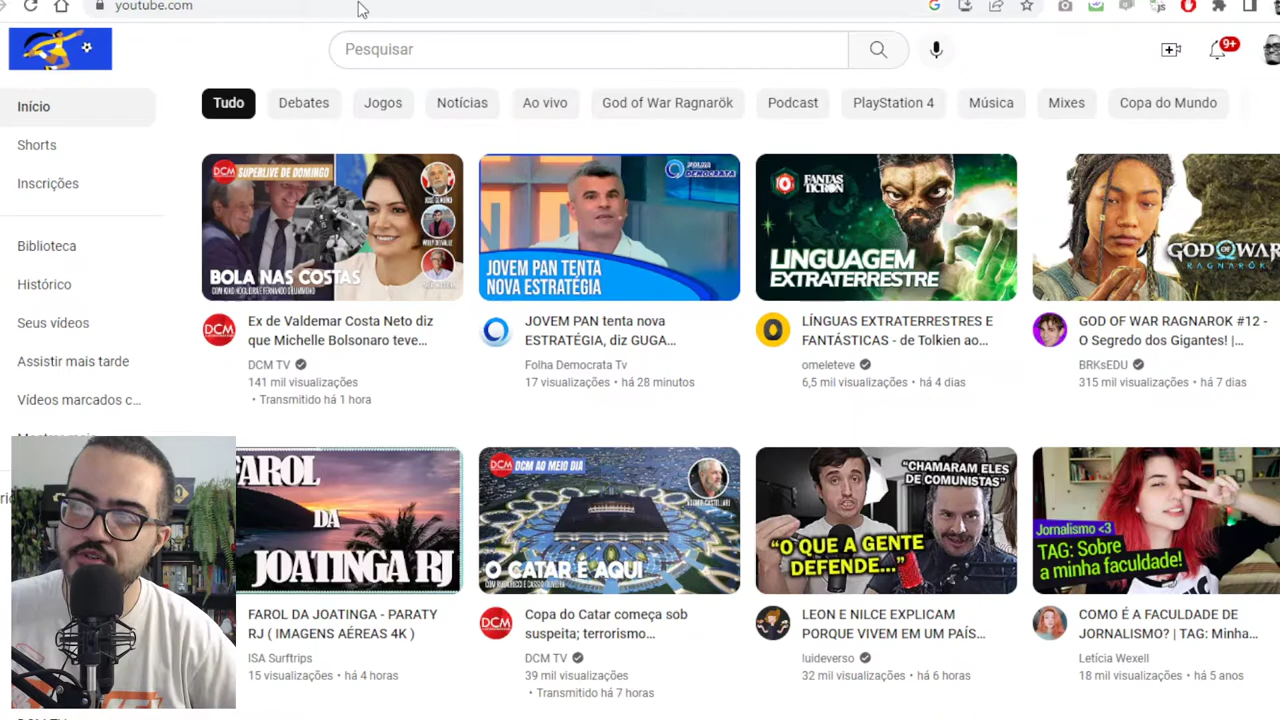 youtube.com
Pesquisar
9+
Início
Shorts
Inscrições
Biblioteca
Histórico
Seus vídeos
Assistir mais tarde
Vídeos marcados c...
Tudo
Debates
Jogos
Notícias
Ao vivo
God of War Ragnarök
Podcast
PlayStation 4
Música
Mixes
Copa do Mundo
DCM SUPERLIVE DE DOMINGO
BOLA NAS COSTAS
DCM
Ex de Valdemar Costa Neto diz
que Michelle Bolsonaro teve...
DCM TV
141 mil visualizações
• Transmitido há 1 hora
FOLHA
DEMOCRATA
JOVEM PAN TENTA
NOVA ESTRATÉGIA
JOVEM PAN tenta nova
ESTRATÉGIA, diz GUGA...
Folha Democrata Tv
17 visualizações • há 28 minutos
FANTAS
TICRON
LINGUAGEM
EXTRATERRESTRE
LÍNGUAS EXTRATERRESTRES E
FANTÁSTICAS - de Tolkien ao...
omeleteve
6,5 mil visualizações • há 4 dias
GOD OF WAR
RAGNARÖK
GOD OF WAR RAGNAROK #12 -
O Segredo dos Gigantes! |...
BRKsEDU
315 mil visualizações • há 7 dias
FAROL
DA
JOATINGA RJ
FAROL DA JOATINGA - PARATY
RJ ( IMAGENS AÉREAS 4K )
ISA Surftrips
15 visualizações • há 4 horas
DCM DCM AO MEIO DIA
O CATAR É AQUI
DCM
Copa do Catar começa sob
suspeita; terrorismo...
DCM TV
39 mil visualizações
• Transmitido há 7 horas
"CHAMARAM ELES
DE COMUNISTAS"
"O QUE A GENTE
DEFENDE..."
LEON E NILCE EXPLICAM
PORQUE VIVEM EM UM PAÍS...
luideverso
32 mil visualizações • há 6 horas
Jornalismo <3
TAG: Sobre
a minha faculdade!
COMO É A FACULDADE DE
JORNALISMO? | TAG: Minha...
Letícia Wexell
18 mil visualizações • há 5 anos